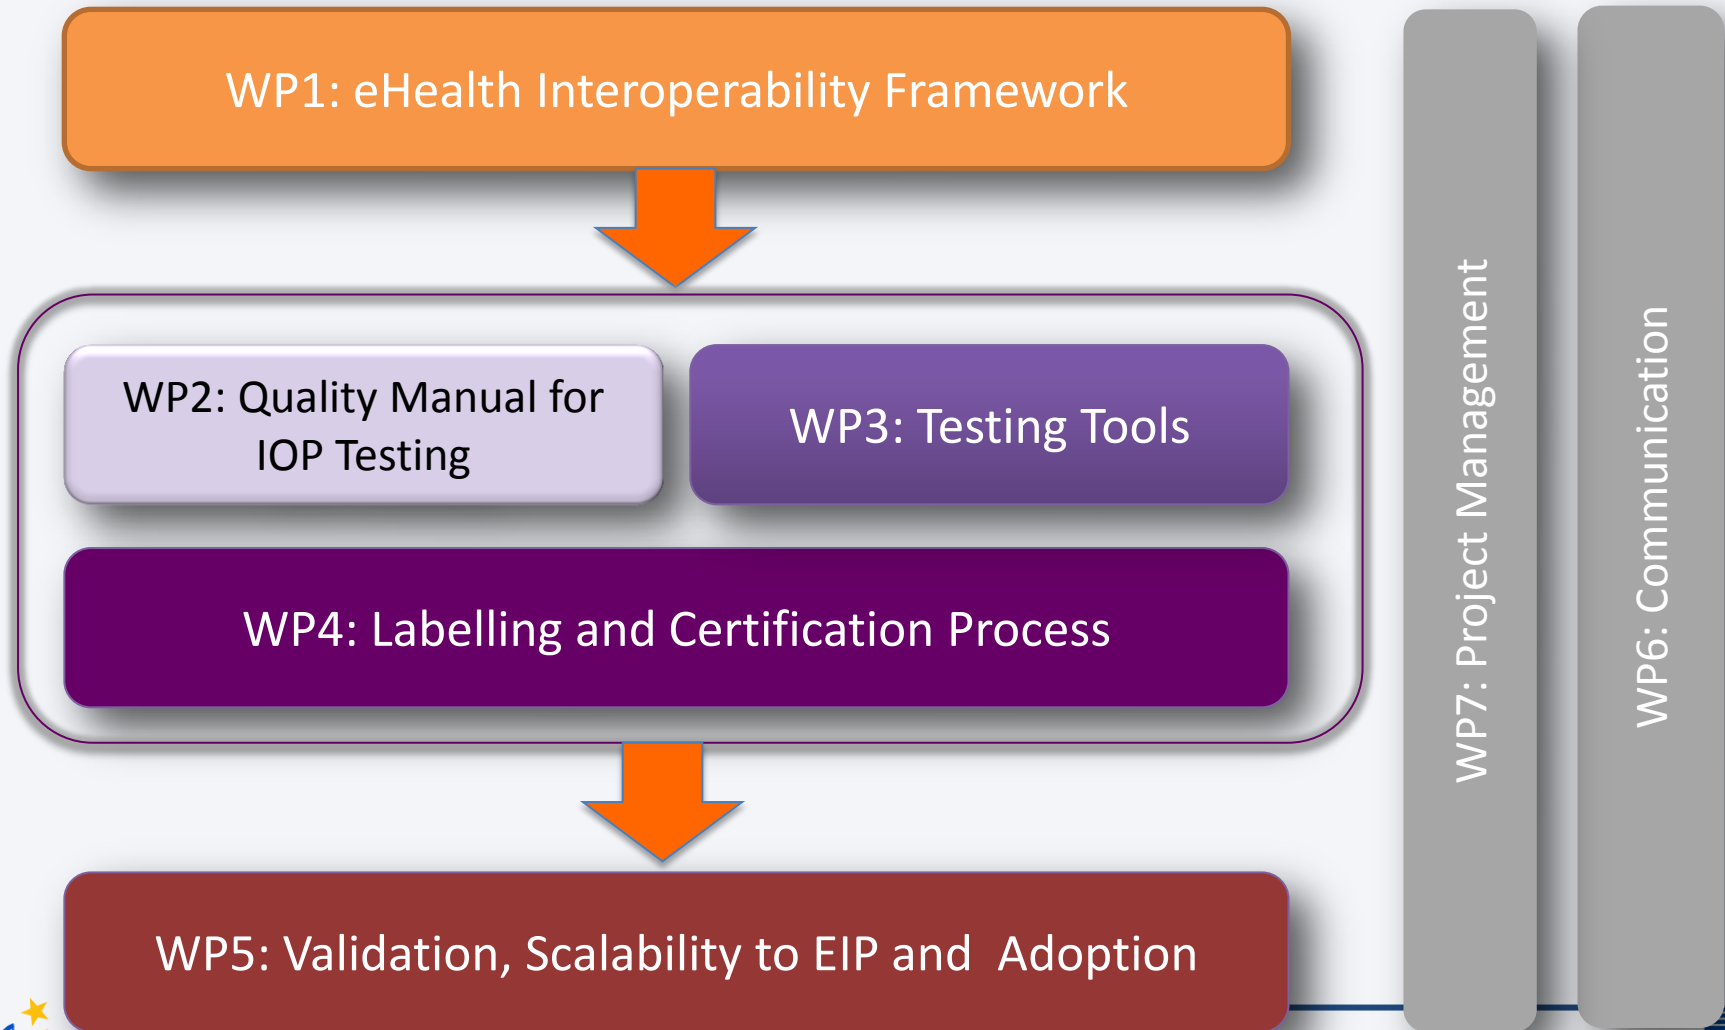 WP1: eHealth Interoperability Framework
WP2: Quality Manual for
IOP Testing
WP3: Testing Tools
WP4: Labelling and Certification Process
WP5: Validation, Scalability to EIP and  Adoption
WP7: Project Management
WP6: Communication